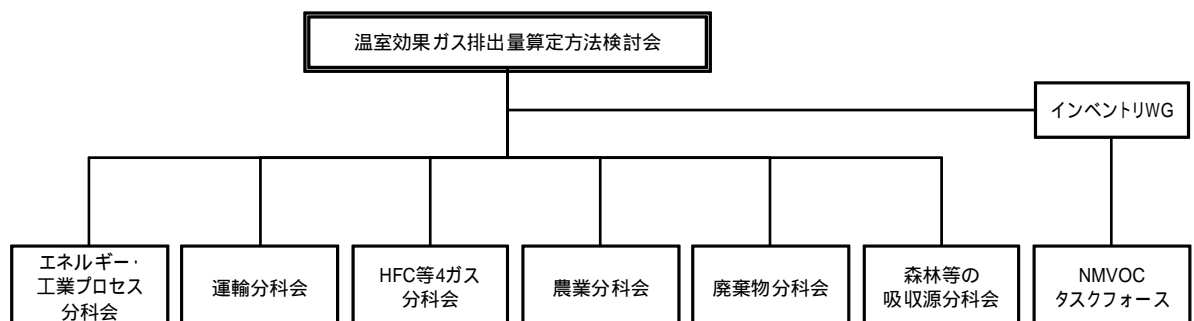 温室効果ガス排出量算定方法検討会
インベントリWG
エネルギー・
工業プロセス
分科会
運輸分科会
HFC等4ガス
分科会
農業分科会
廃棄物分科会
森林等の
吸収源分科会
NMVOC
タスクフォース